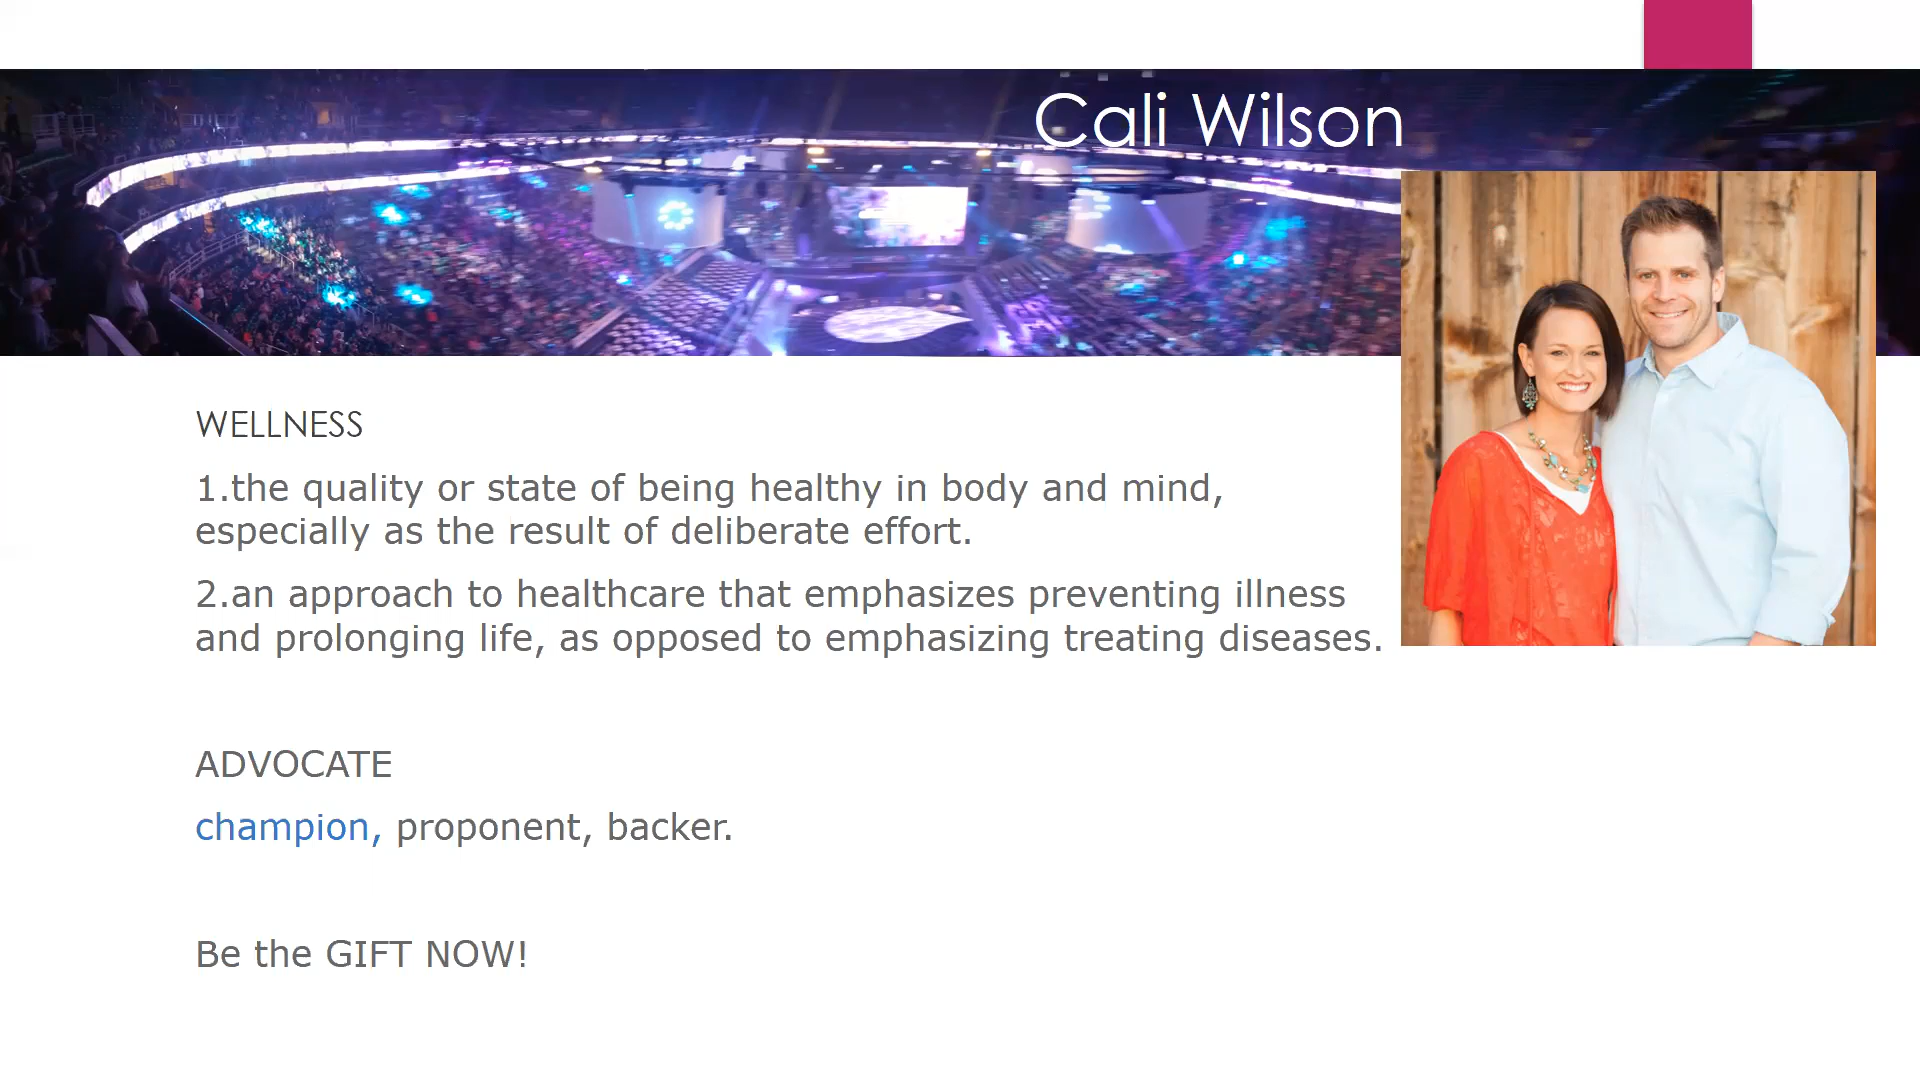 Cali Wilson
WELLNESS
1.the quality or state of being healthy in body and mind,
especially as the result of deliberate effort.
2.an approach to healthcare that emphasizes preventing illness
and prolonging life, as opposed to emphasizing treating diseases.
ADVOCATE
champion, proponent, backer.
Be the GIFT NOW!